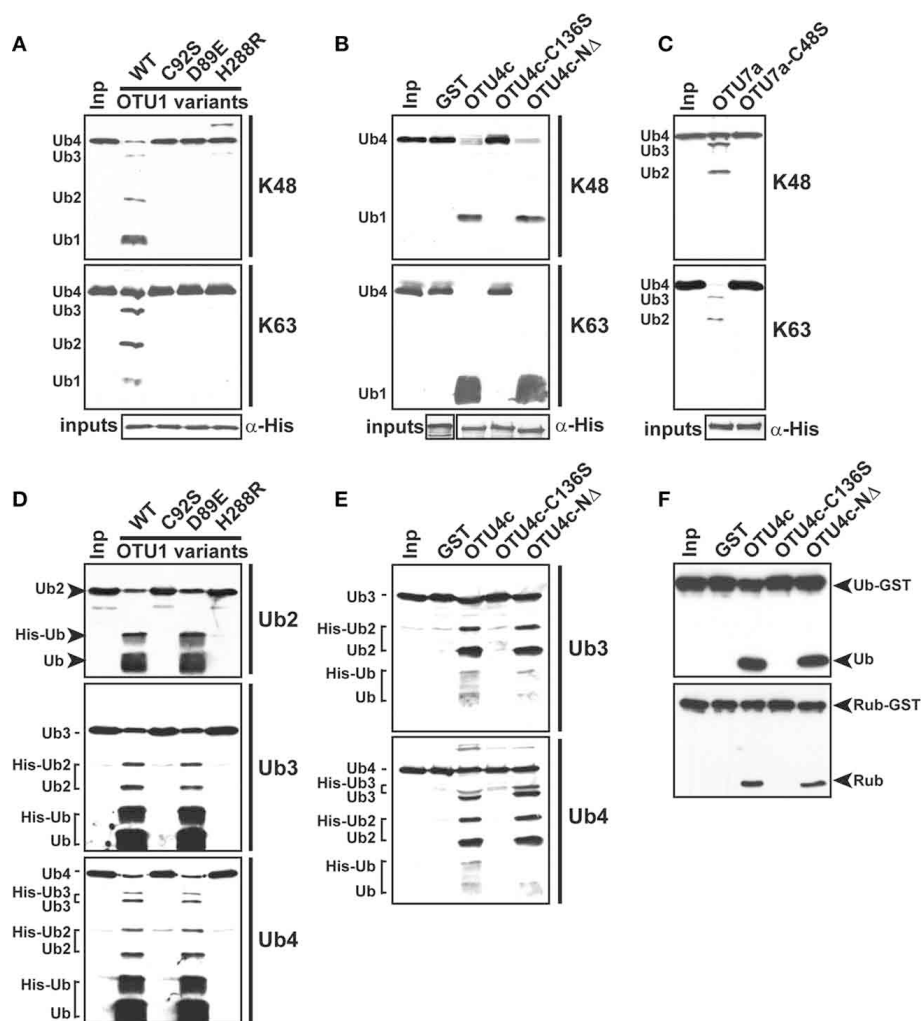 A
Inp
WT
C92S
D89E
H288R
OTU1 variants
Ub4
Ub3
Ub2
Ub1
K48
Ub4
Ub3
Ub2
Ub1
K63
inputs
α-His
B
Inp
GST
OTU4c
OTU4c-C136S
OTU4c-NΔ
Ub4
Ub1
K48
Ub4
Ub1
K63
inputs
α-His
C
Inp
OTU7a
OTU7a-C48S
Ub4
Ub3
Ub2
K48
Ub4
Ub3
Ub2
K63
inputs
α-His
D
Inp
WT
C92S
D89E
H288R
OTU1 variants
Ub2
His-Ub
Ub
Ub2
Ub3
His-Ub2
Ub2
His-Ub
Ub
Ub3
Ub4
His-Ub3
Ub3
His-Ub2
Ub2
His-Ub
Ub
Ub4
E
Inp
GST
OTU4c
OTU4c-C136S
OTU4c-NΔ
Ub3
His-Ub2
Ub2
His-Ub
Ub
Ub3
Ub4
His-Ub3
Ub3
His-Ub2
Ub2
His-Ub
Ub
Ub4
F
Inp
GST
OTU4c
OTU4c-C136S
OTU4c-NΔ
Ub-GST
Ub
Rub-GST
Rub